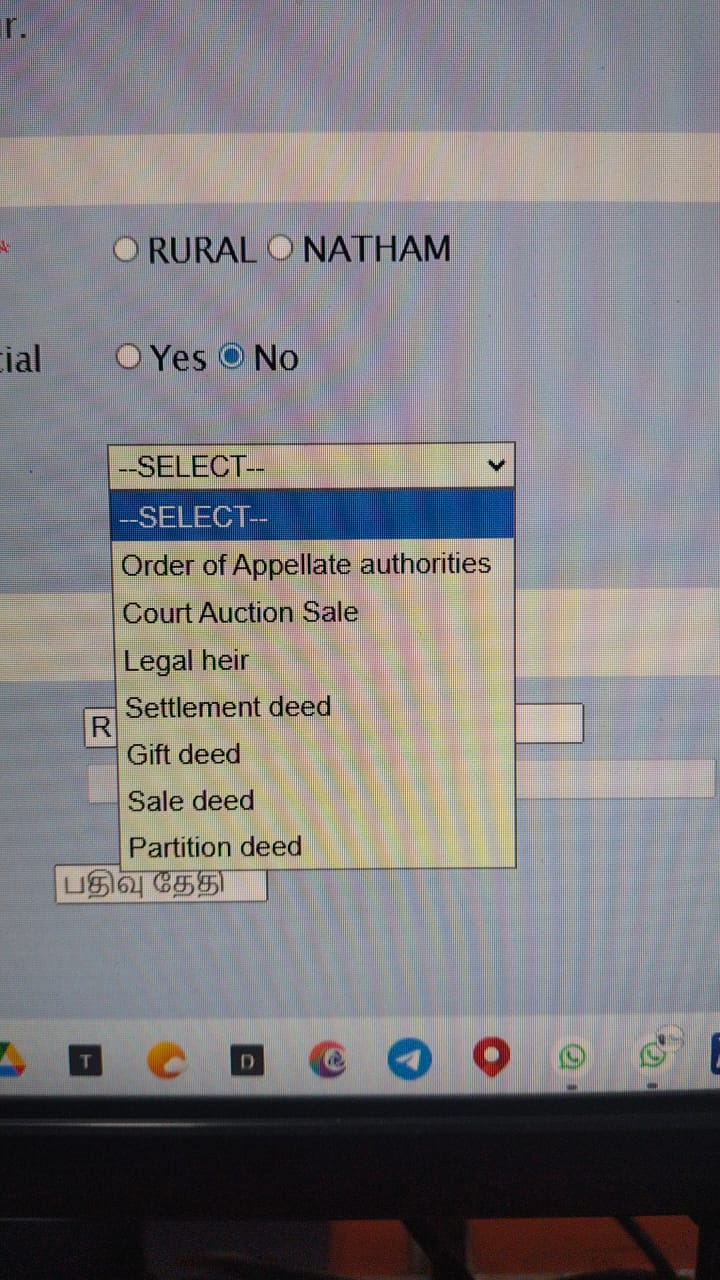 r.
RURAL NATHAM
ial Yes No
--SELECT--
--SELECT--
Order of Appellate authorities
Court Auction Sale
Legal heir
Settlement deed
R
Gift deed
Sale deed
Partition deed
பதிவு தேதி
T D